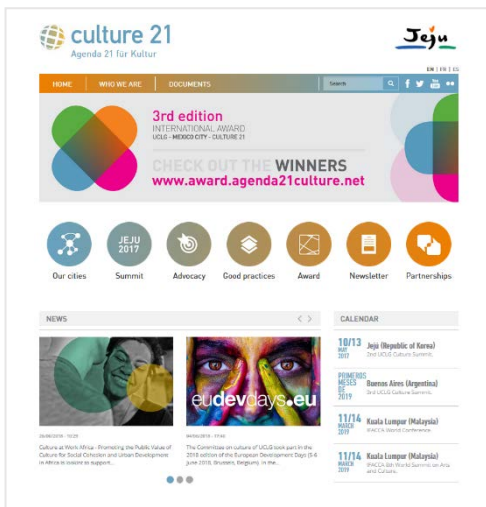 culture 21
Agenda 21 für Kultur
Jeju
EN | FR | ES
HOME WHO WE ARE DOCUMENTS Search
3rd edition
INTERNATIONAL AWARD
UCLG - MEXICO CITY - CULTURE 21
CHECK OUT THE WINNERS
www.award.agenda21culture.net
JEJU
2017
Our cities Summit Advocacy Good practices Award Newsletter Partnerships
NEWS
eudevdays.eu
Culture at Work Africa - Promoting the Public Value of
Culture for Social Cohesion and Urban Development
in Africa is looking to support...
The Committee on culture of UCLG took part in the
2018 edition of the European Development Days (5-6
June 2018, Brussels, Belgium). In the...
CALENDAR
10/13
MAY
2017
Jeju (Republic of Korea)
2nd UCLG Culture Summit.
PRIMEROS
MESES
DE
2019
Buenos Aires (Argentina)
3rd UCLG Culture Summit.
11/14
MARCH
2019
Kuala Lumpur (Malaysia)
IFACCA World Conference
11/14
MARCH
2019
Kuala Lumpur (Malaysia)
IFACCA 8th World Summit on Arts
and Culture.